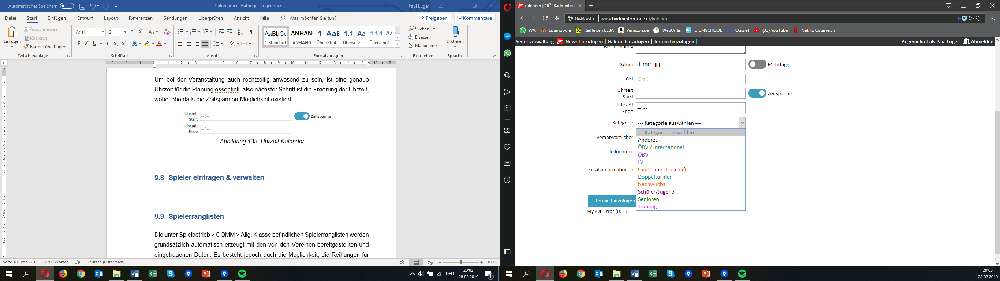 Automatisches Speichern
Diplomarbeit-Hattinger-Luger.docx
Paul Luger
Datei Start Einfügen Entwurf Layout Referenzen Sendungen Überprüfen Ansicht Hilfe Was möchten Sie tun?
Freigeben Kommentare
Einfügen
Ausschneiden
Kopieren
Format übertragen
Zwischenablage
Arial 12
F K U ab x₂ x²
Schriftart
Absatz
AaBbCc ANHAN 1 AaE 1.1 Aa 1.1.1 Aa
¶ Standard ANHANG Überschrif... Überschrif... Überschrif...
Formatvorlagen
Suchen
Ersetzen
Markieren
Bearbeiten
Diktieren
Sprache
Um bei der Veranstaltung auch rechtzeitig anwesend zu sein, ist eine genaue
Uhrzeit für die Planung essentiell, also nächster Schritt ist die Fixierung der Uhrzeit,
wobei ebenfalls die Zeitspannen-Möglichkeit existiert.
Uhrzeit Start --:-- Zeitspanne
Uhrzeit Ende --:--
Abbildung 138: Uhrzeit Kalender
9.8 Spieler eintragen & verwalten
9.9 Spielerranglisten
Die unter Spielbetrieb > OÖMM > Allg. Klasse befindlichen Spielerranglisten werden
grundsätzlich automatisch erzeugt mit den von den Vereinen bereitgestellten und
eingetragenen Daten. Es besteht jedoch auch die Möglichkeit, die Reihungen für
Seite 101 von 121 12780 Wörter Deutsch (Österreich) 100%
DEU
20:03
28.02.2019
Kalender | OÖ. Badminton
Nicht sicher www.badminton-ooe.at/kalender 0
WA Edumoodle Raiffeisen ELBA Amazon.de WebUntis DIGI4SCHOOL Quizlet (33) YouTube Netflix Österreich
Seitenverwaltung News hinzufügen | Galerie hinzufügen | Termin hinzufügen |
Angemeldet als Paul Luger - Abmelden
Beschreibung
Datum tt.mm.jjjj Mehrtägig
Ort Ort...
Uhrzeit Start --:-- Zeitspanne
Uhrzeit Ende --:--
Kategorie --- Kategorie auswählen ---
--- Kategorie auswählen ---
Anderes
ÖBV / International
ÖBV
LV
Landesmeisterschaft
Doppelturnier
Nachwuchs
Schüler/Jugend
Senioren
Training
Verantwortlicher
Teilnehmer
Zusatzinformationen
Termin hinzufügen
MySQL Error (001)
20:03
28.02.2019